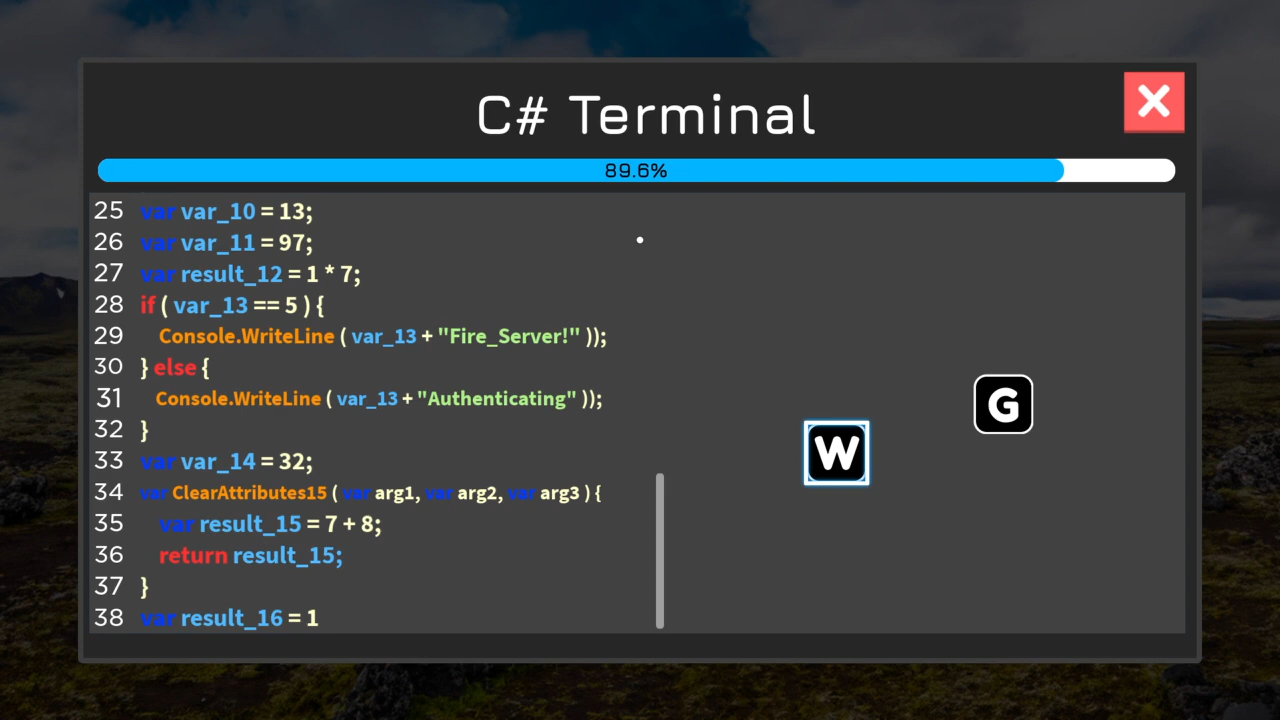 C# Terminal
89.6%
25 var var_10 = 13;
26 var var_11 = 97;
27 var result_12 = 1 * 7;
28 if ( var_13 == 5 ) {
29 Console.WriteLine ( var_13 + "Fire_Server!" ));
30 } else {
31 Console.WriteLine ( var_13 + "Authenticating" ));
32 }
33 var var_14 = 32;
34 var ClearAttributes15 ( var arg1, var arg2, var arg3 ) {
35 var result_15 = 7 + 8;
36 return result_15;
37 }
38 var result_16 = 1
G
W